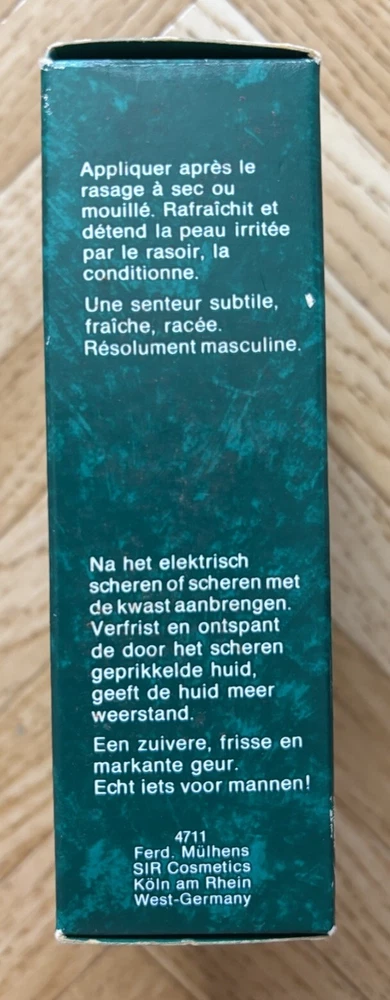 Appliquer après le
rasage à sec ou
mouillé. Rafraîchit et
détend la peau irritée
par le rasoir, la
conditionne.
Une senteur subtile,
fraîche, racée.
Résolument masculine.
Na het elektrisch
scheren of scheren met
de kwast aanbrengen.
Verfrist en ontspant
de door het scheren
geprikkelde huid,
geeft de huid meer
weerstand.
Een zuivere, frisse en
markante geur.
Echt iets voor mannen!
4711
Ferd. Mülhens
SIR Cosmetics
Köln am Rhein
West-Germany